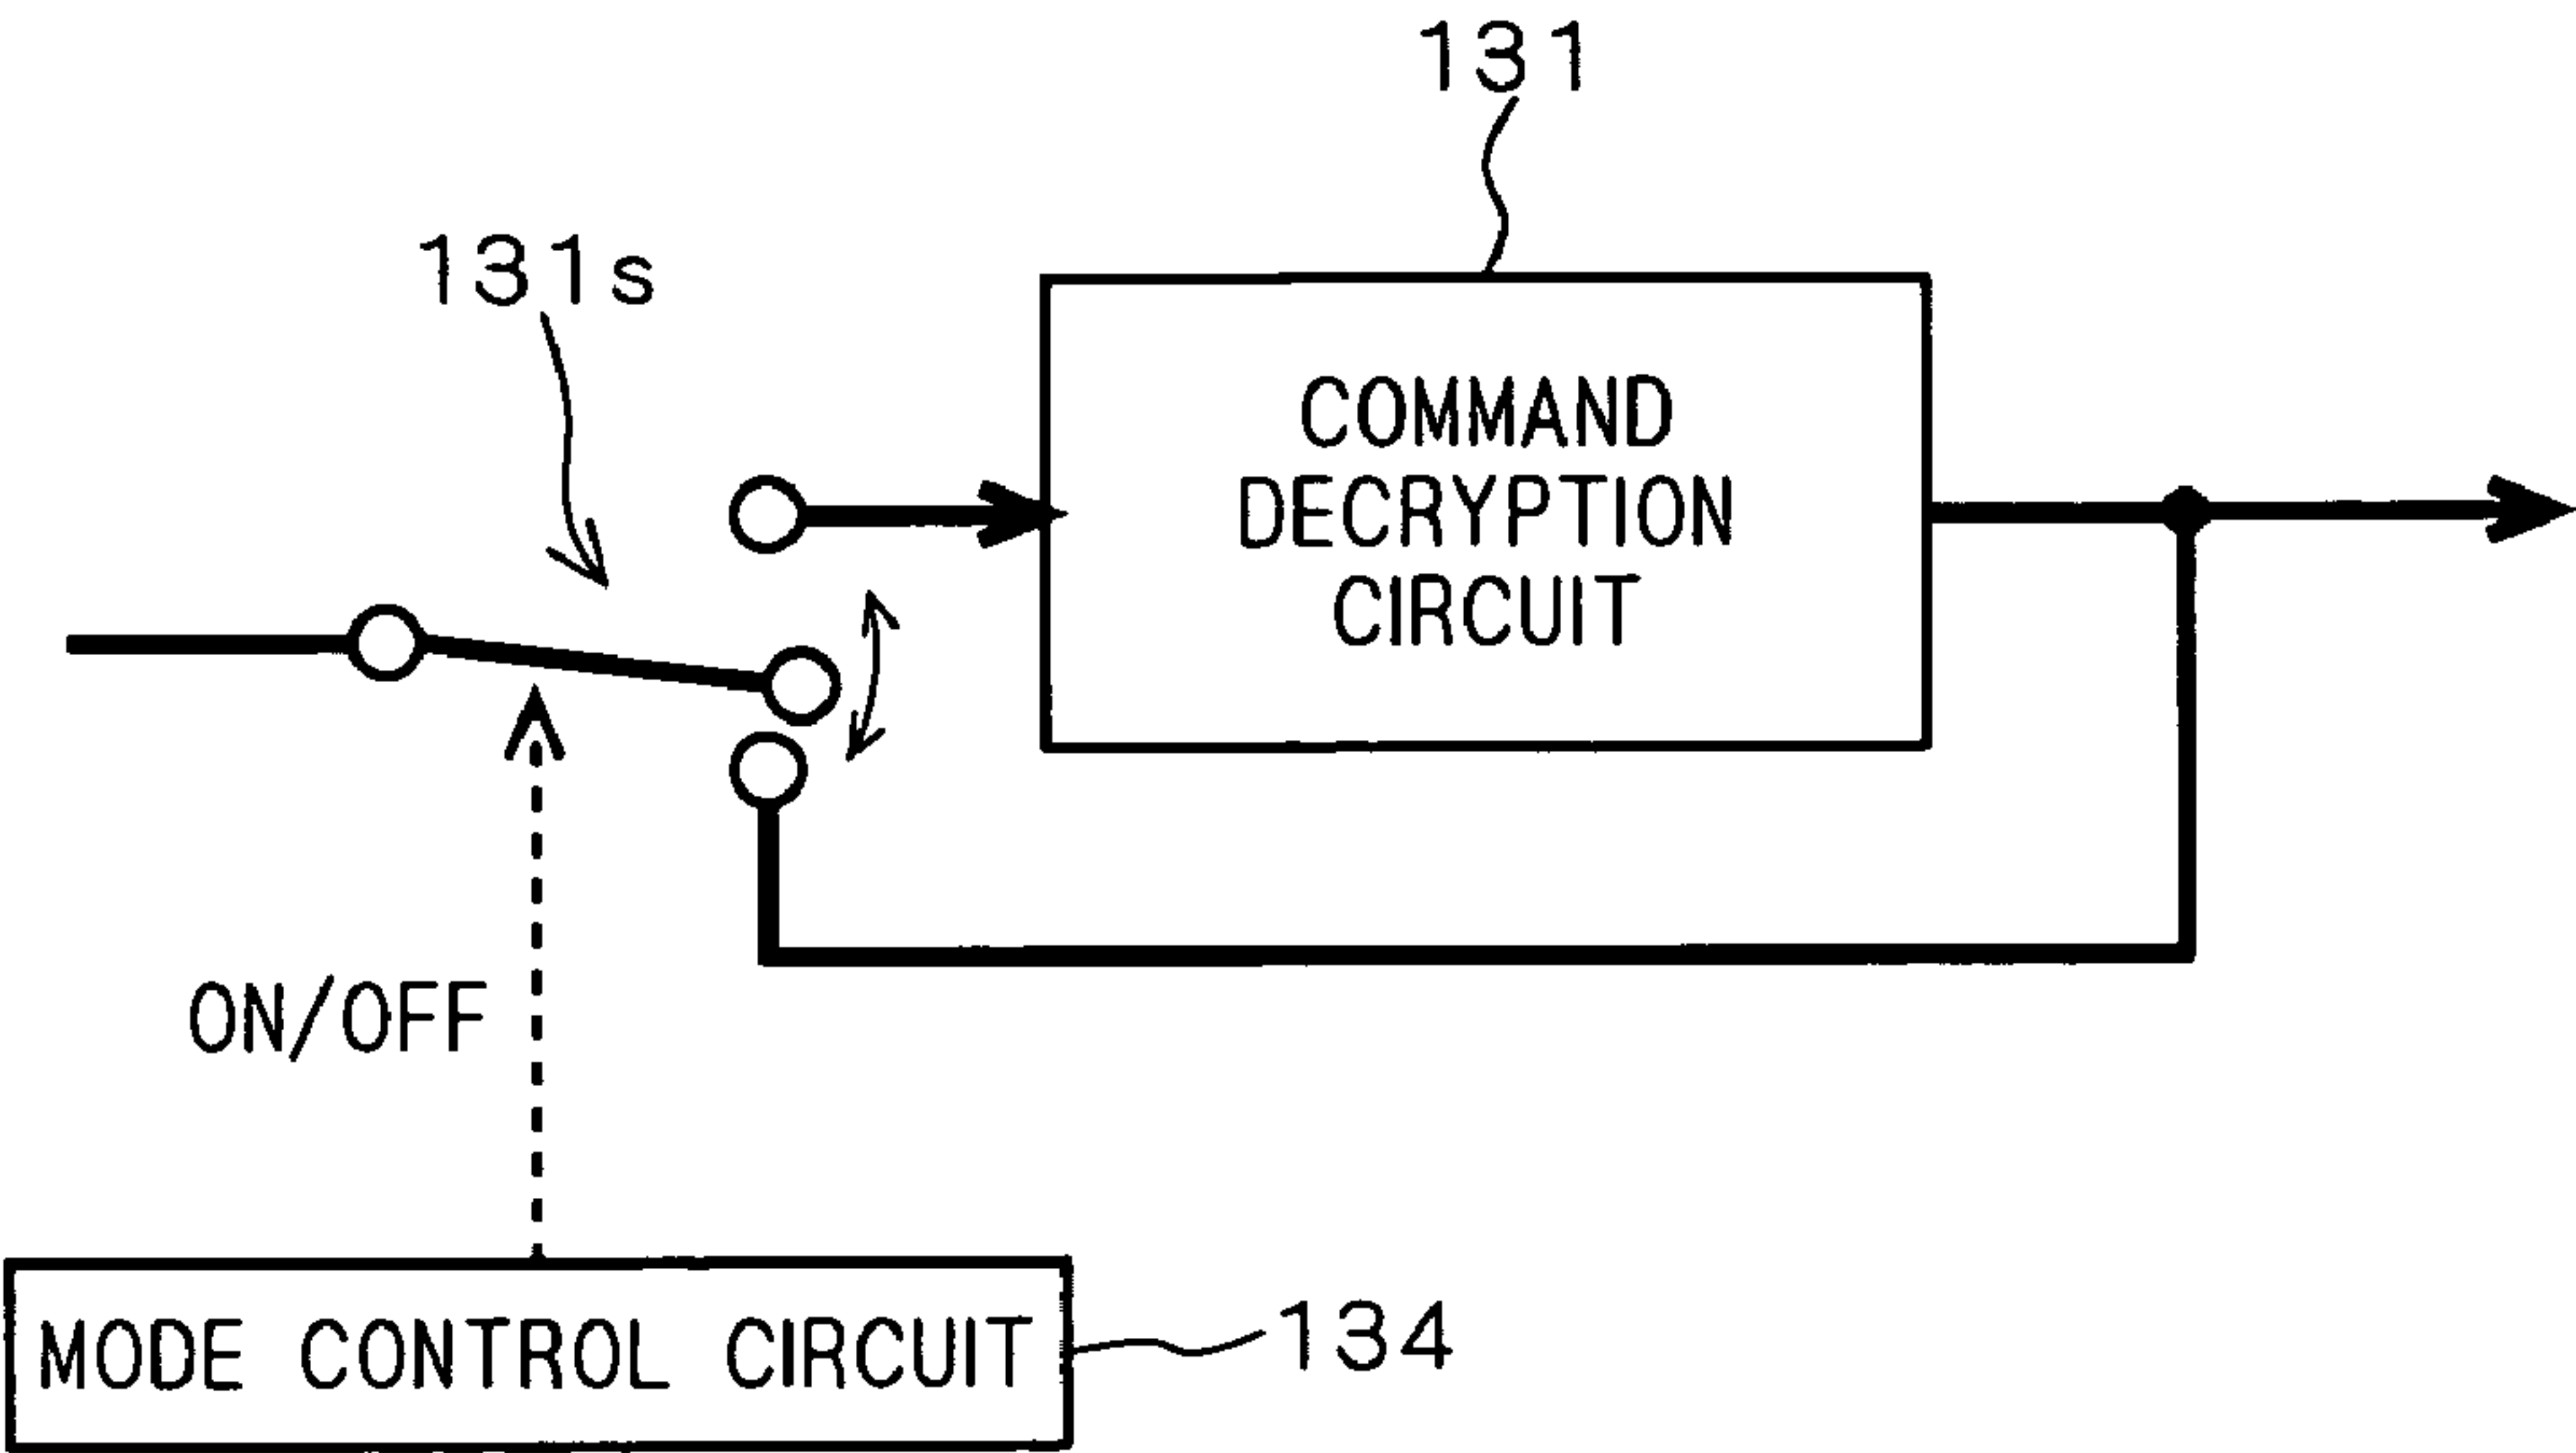 131
131s
COMMAND
DECRYPTION
CIRCUIT
ON/OFF
MODE CONTROL CIRCUIT
134